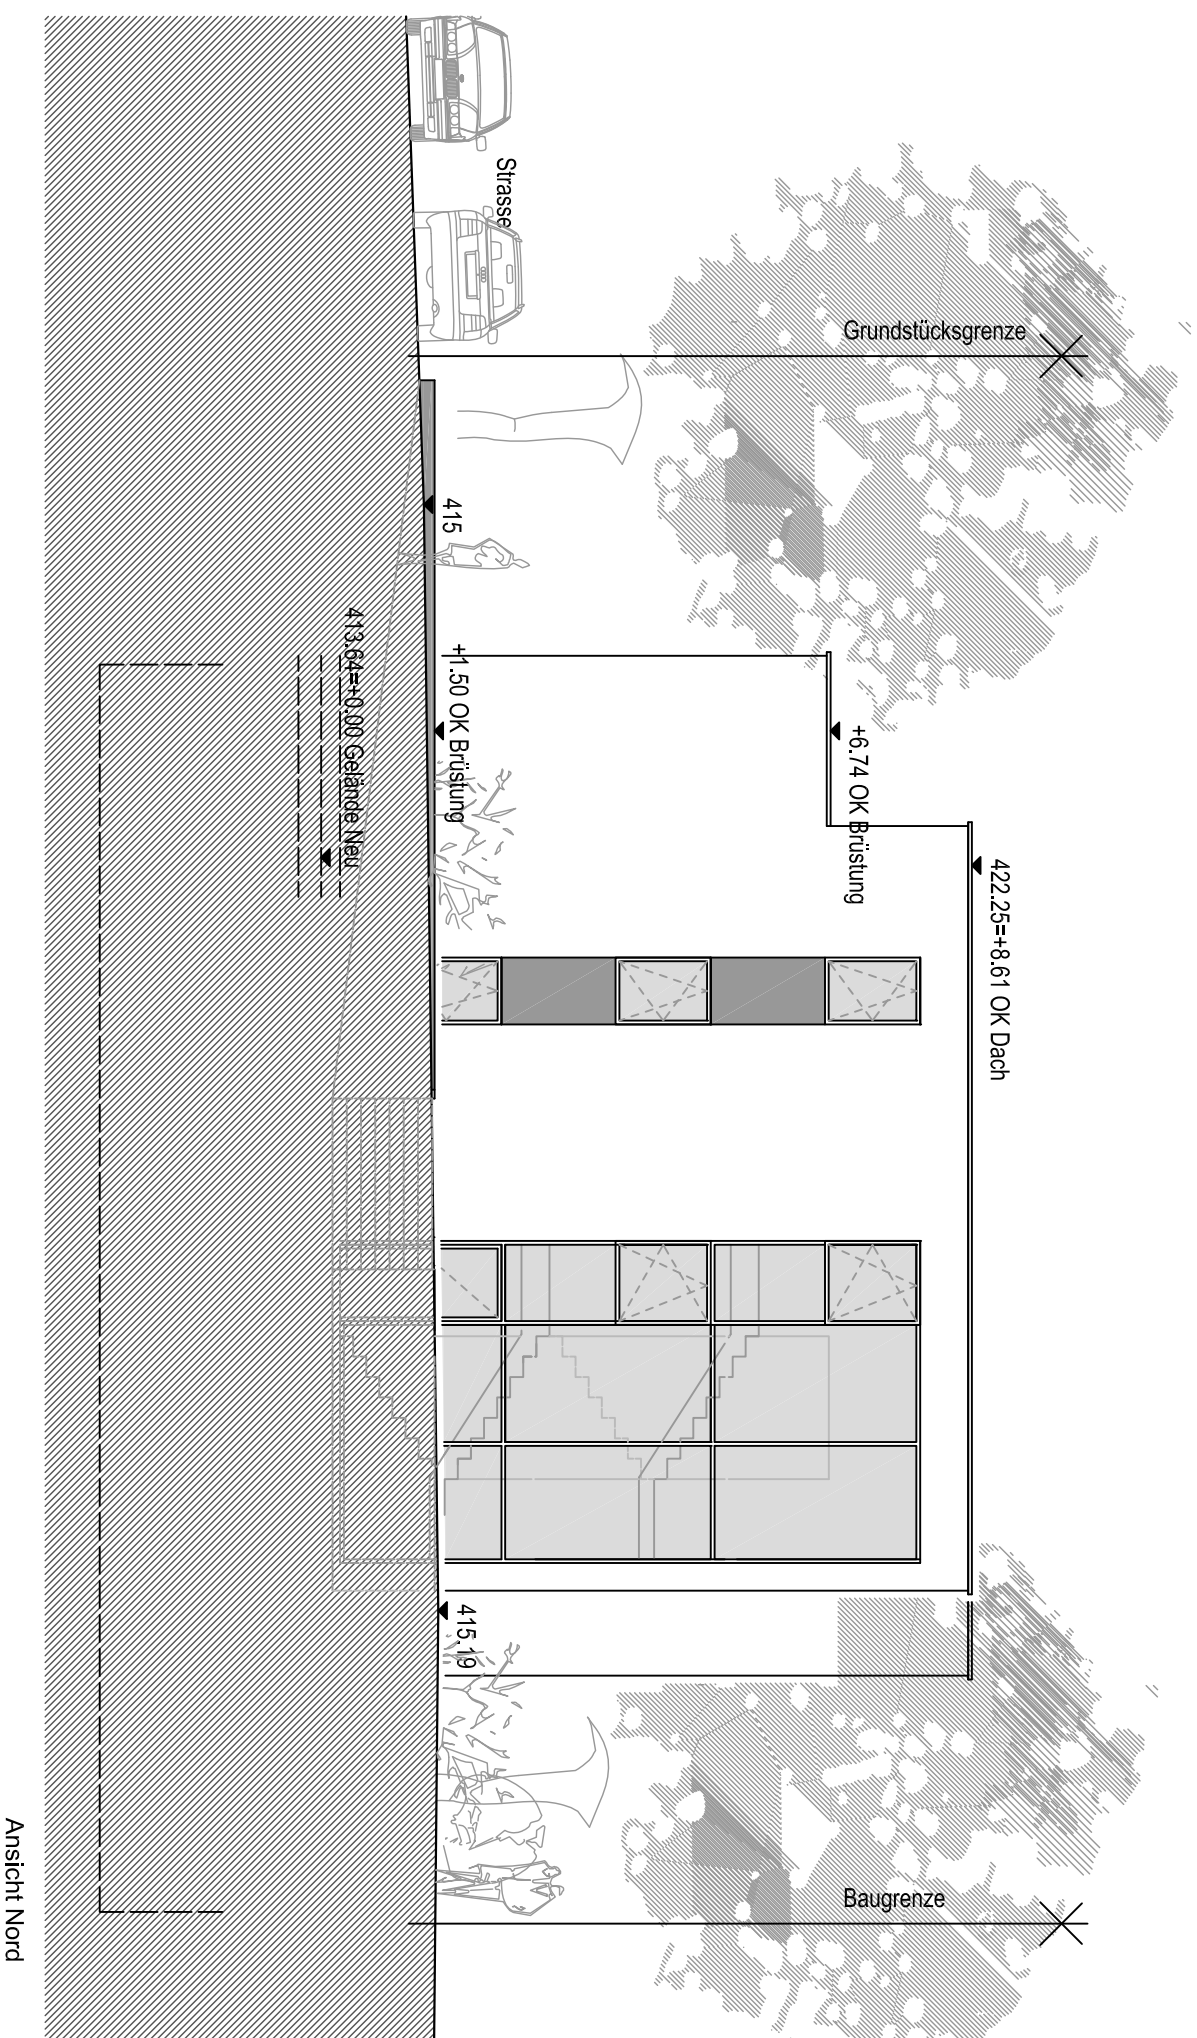 Strasse
Grundstücksgrenze
415
413.64=+0.00 Gelände Neu
+1.50 OK Brüstung
+6.74 OK Brüstung
422.25=+8.61 OK Dach
415,19
Baugrenze
Ansicht Nord